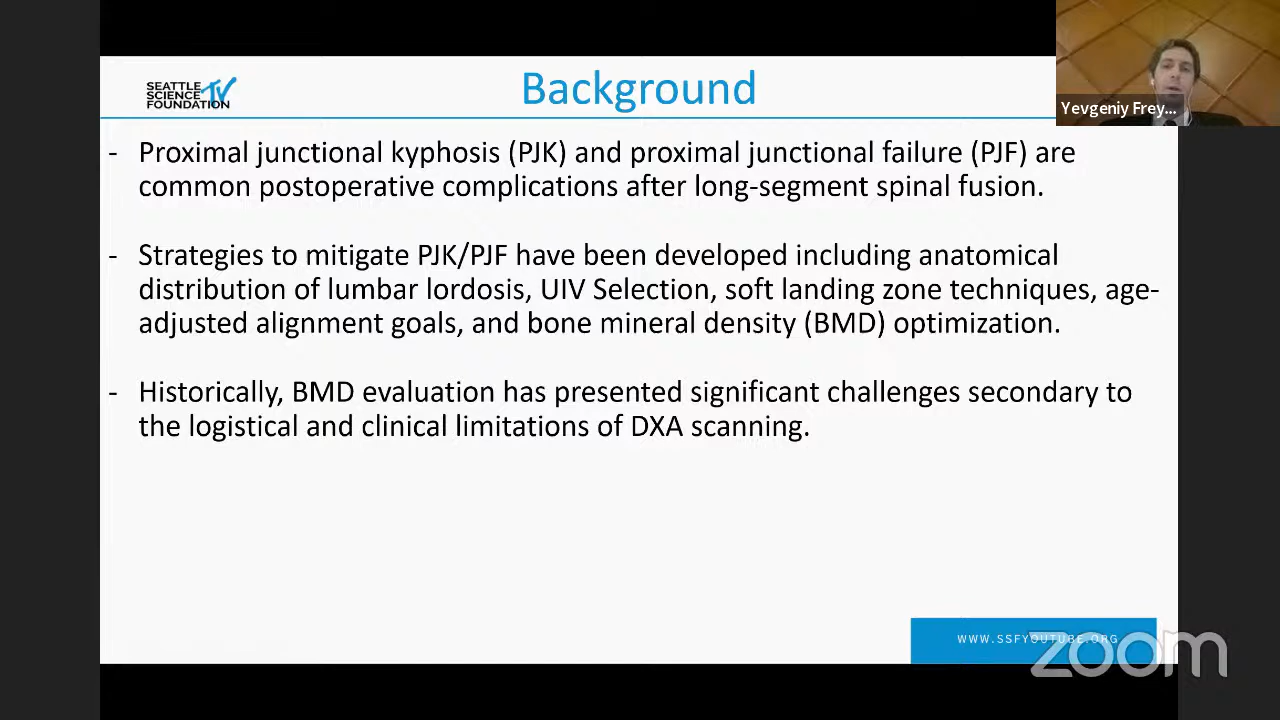 SEATTLE
SCIENCE
FOUNDATION
TV
Background
Yevgeniy Frey...
- Proximal junctional kyphosis (PJK) and proximal junctional failure (PJF) are
common postoperative complications after long-segment spinal fusion.
- Strategies to mitigate PJK/PJF have been developed including anatomical
distribution of lumbar lordosis, UIV Selection, soft landing zone techniques, age-
adjusted alignment goals, and bone mineral density (BMD) optimization.
- Historically, BMD evaluation has presented significant challenges secondary to
the logistical and clinical limitations of DXA scanning.
WWW.SSFYOUTUBE.ORG
zoom